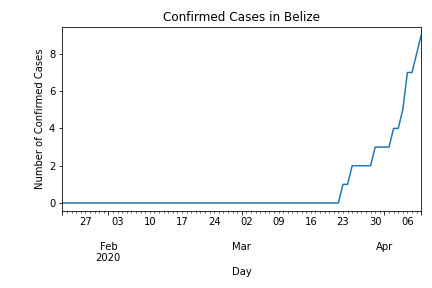 Confirmed Cases in Belize
Number of Confirmed Cases
8
6
4
2
0
27 03 10 17 24 02 09 16 23 30 06
Feb Mar Apr
2020
Day